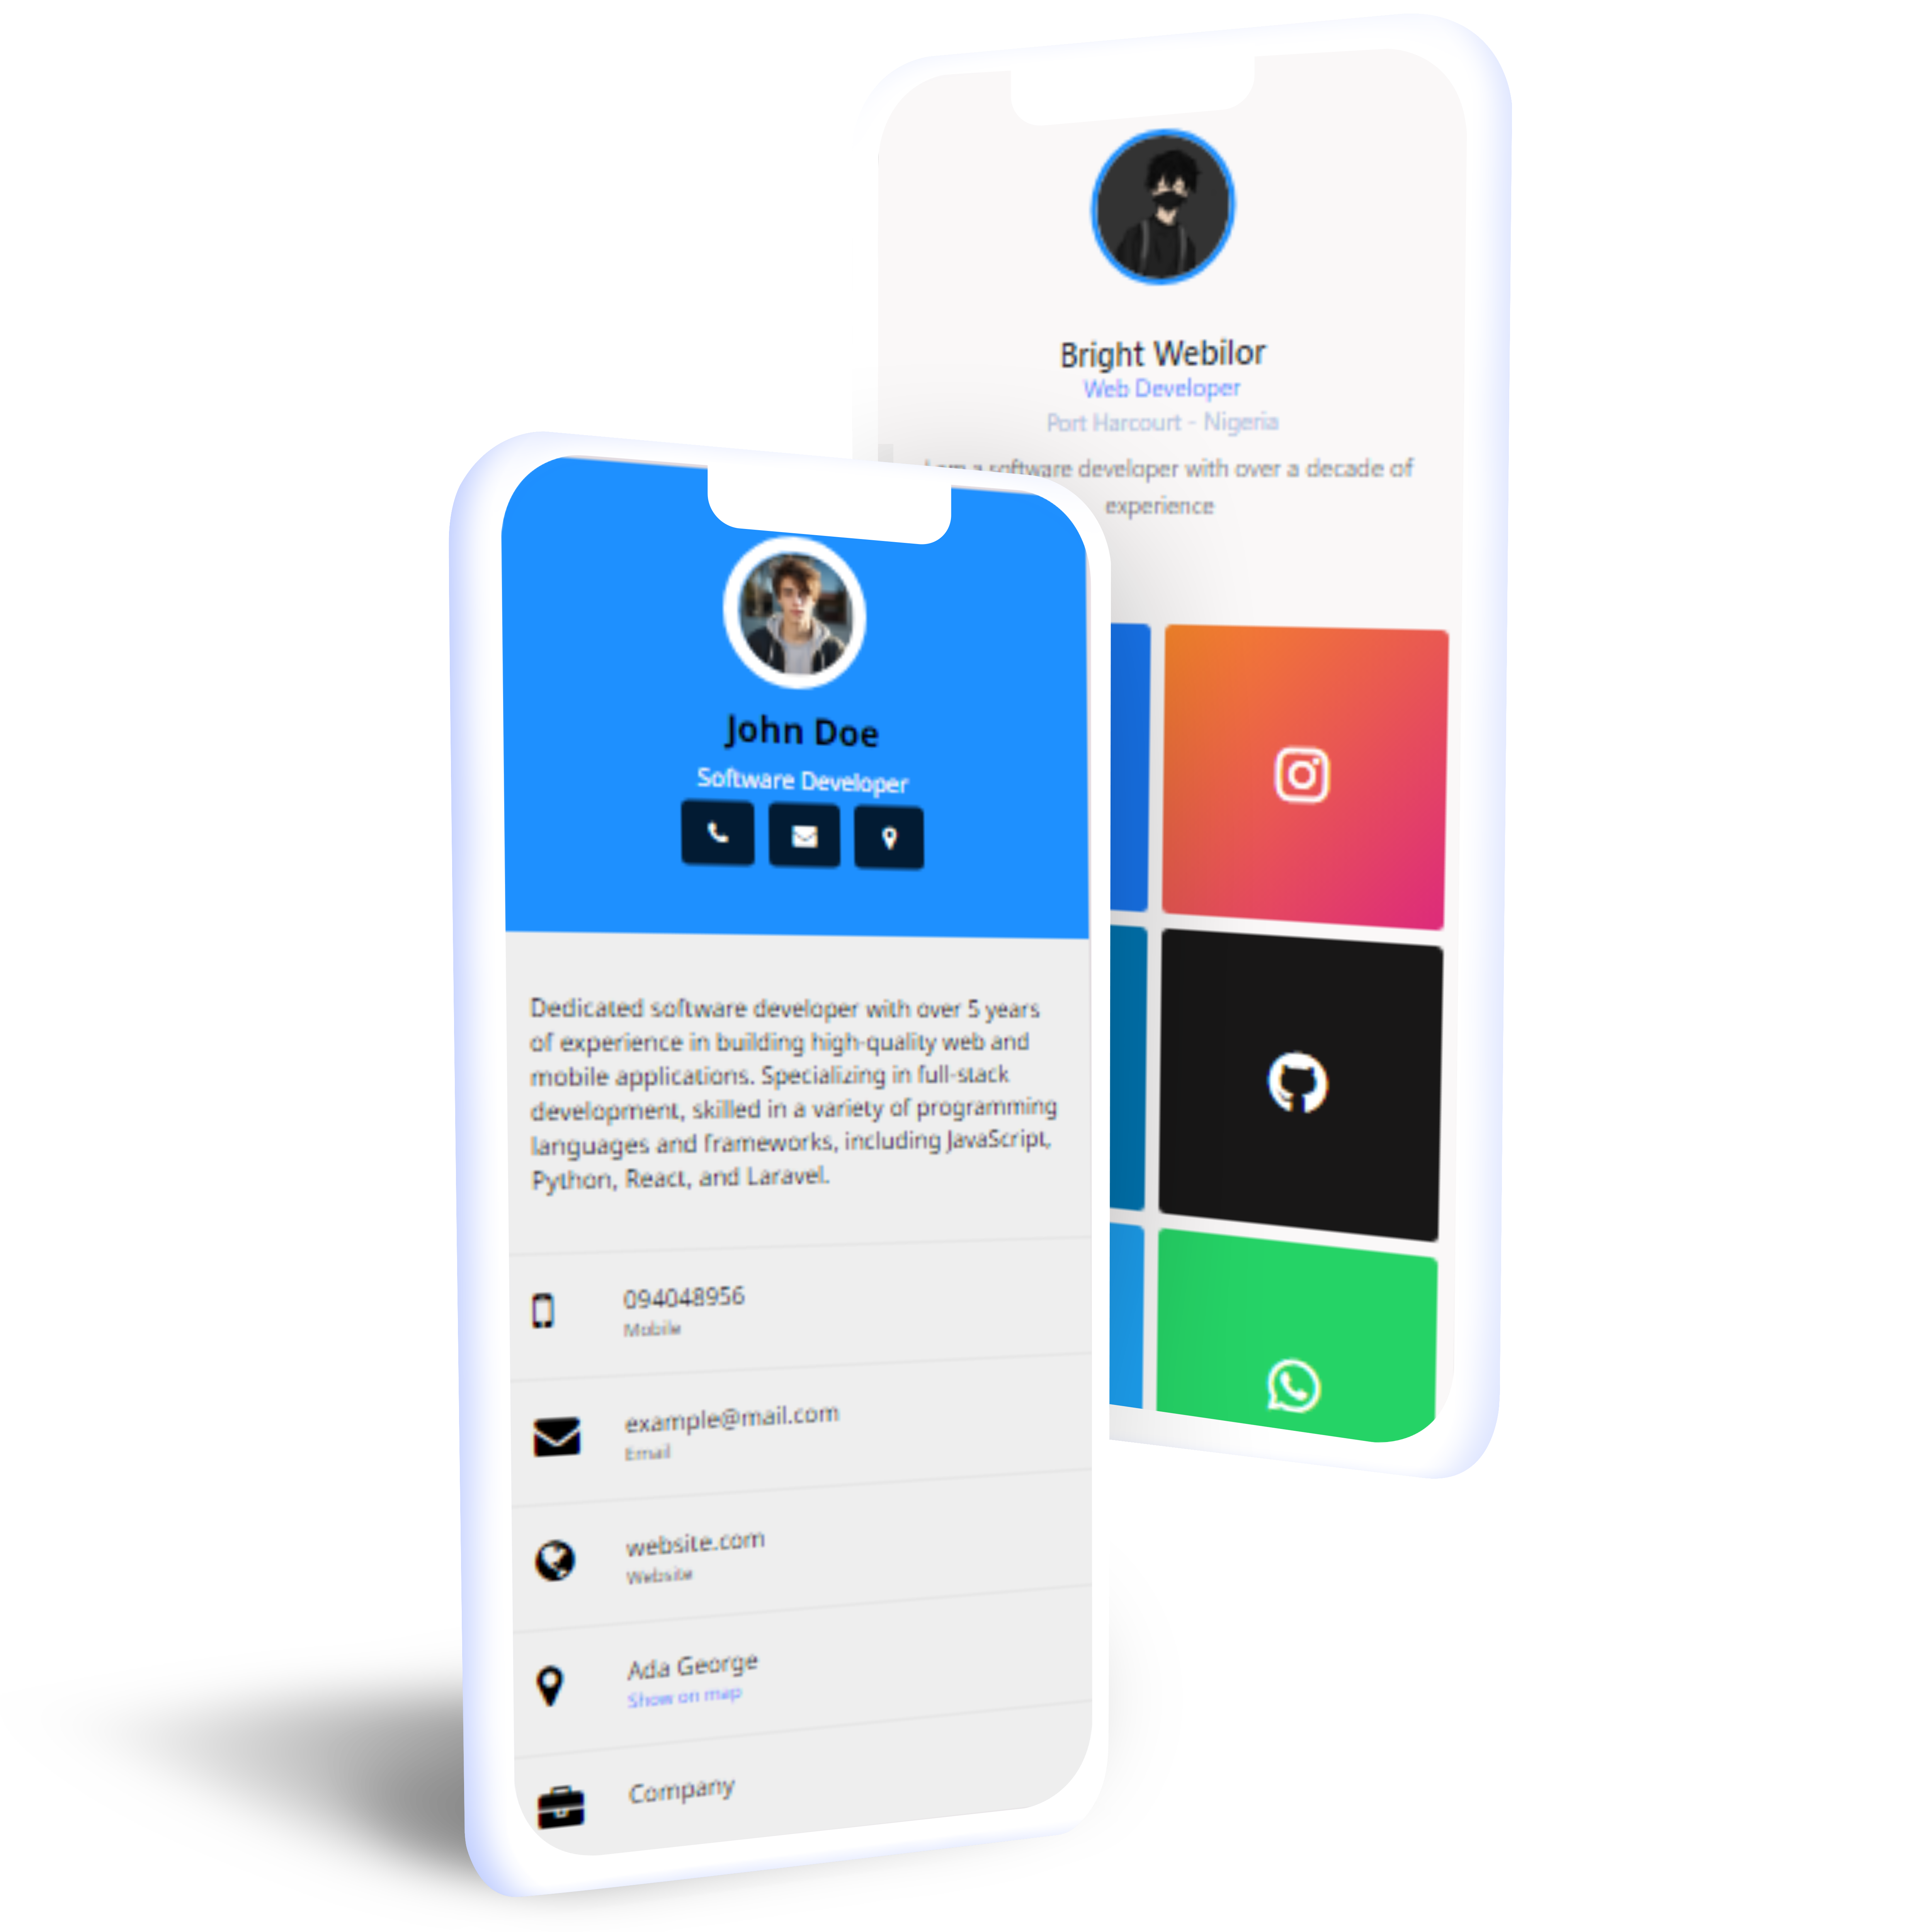 Bright Webilor
Web Developer
Port Harcourt - Nigeria
I am a software developer with over a decade of
experience
John Doe
Software Developer
Dedicated software developer with over 5 years
of experience in building high-quality web and
mobile applications. Specializing in full-stack
development, skilled in a variety of programming
languages and frameworks, including JavaScript,
Python, React, and Laravel.
094048956
Mobile
example@mail.com
Email
website.com
Website
Ada George
Show on map
Company